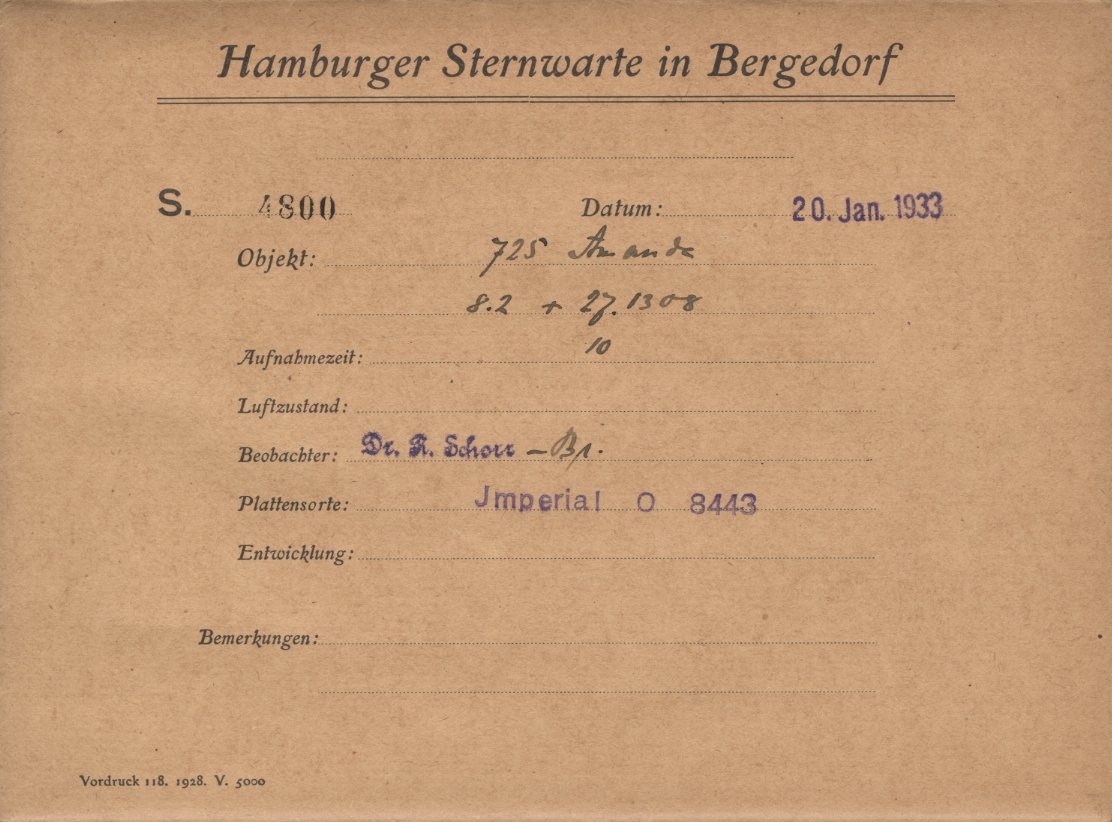 Hamburger Sternwarte in Bergedorf
S. 4800 Datum: 20. Jan. 1933
Objekt: 725 Amanda
8.2 + 27.1308
Aufnahmezeit: 10
Luftzustand:
Beobachter: Dr. R. Schorr – Br.
Plattensorte: Jmperial O 8443
Entwicklung:
Bemerkungen:
Vordruck 118. 1928. V. 5000